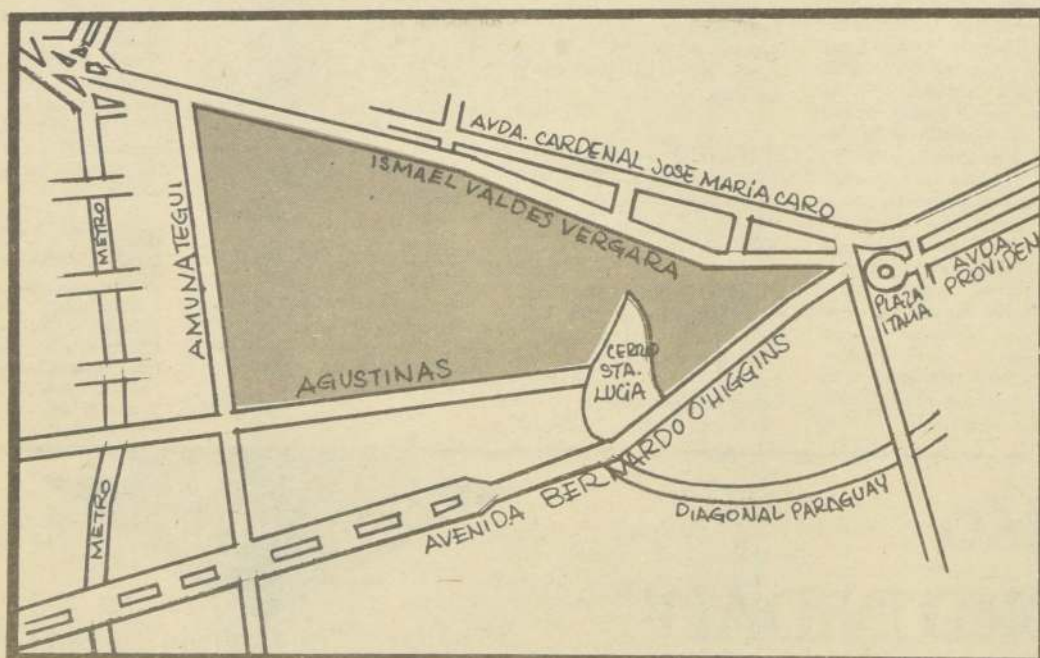 AVDA. CARDENAL JOSE MARIA CARO
ISMAEL VALDES VERGARA
METRO
AMUNATEGUI
AVDA.
PROVIDEN
PLAZA
ITALIA
CERRO
STA.
LUCIA
AGUSTINAS
AVENIDA BERNARDO O'HIGGINS
METRO
DIAGONAL PARAGUAY